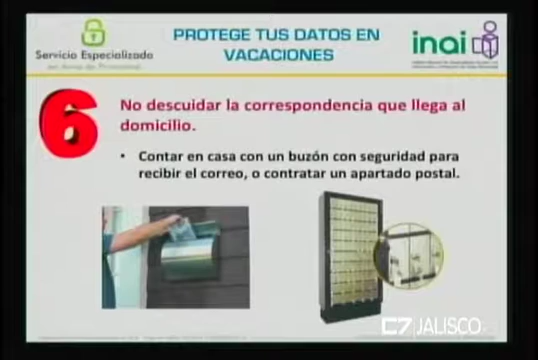 Servicio Especializado
PROTEGE TUS DATOS EN
VACACIONES
inai
6
No descuidar la correspondencia que llega al
domicilio.
• Contar en casa con un buzón con seguridad para
recibir el correo, o contratar un apartado postal.
C7 JALISCO